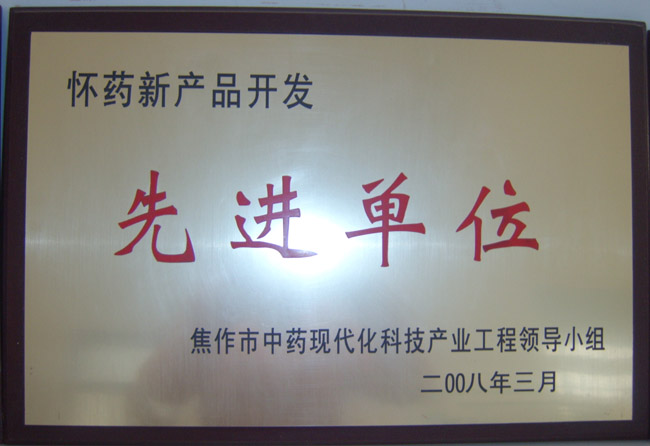 怀药新产品开发
先进单位
焦作市中药现代化科技产业工程领导小组
二00八年三月